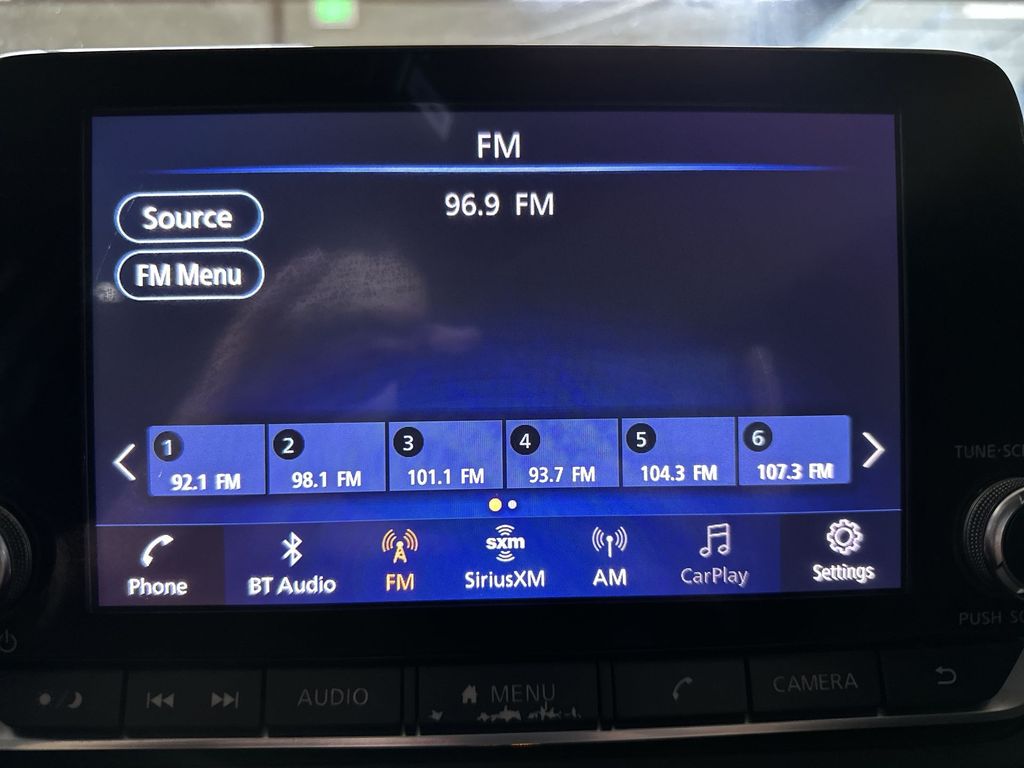 FM
96.9 FM
Source
FM Menu
1 2 3 4 5 6
92.1 FM 98.1 FM 101.1 FM 93.7 FM 104.3 FM 107.3 FM
sxm
Phone BT Audio FM SiriusXM AM CarPlay Settings
TUNE·SC
PUSH SO
AUDIO MENU CAMERA